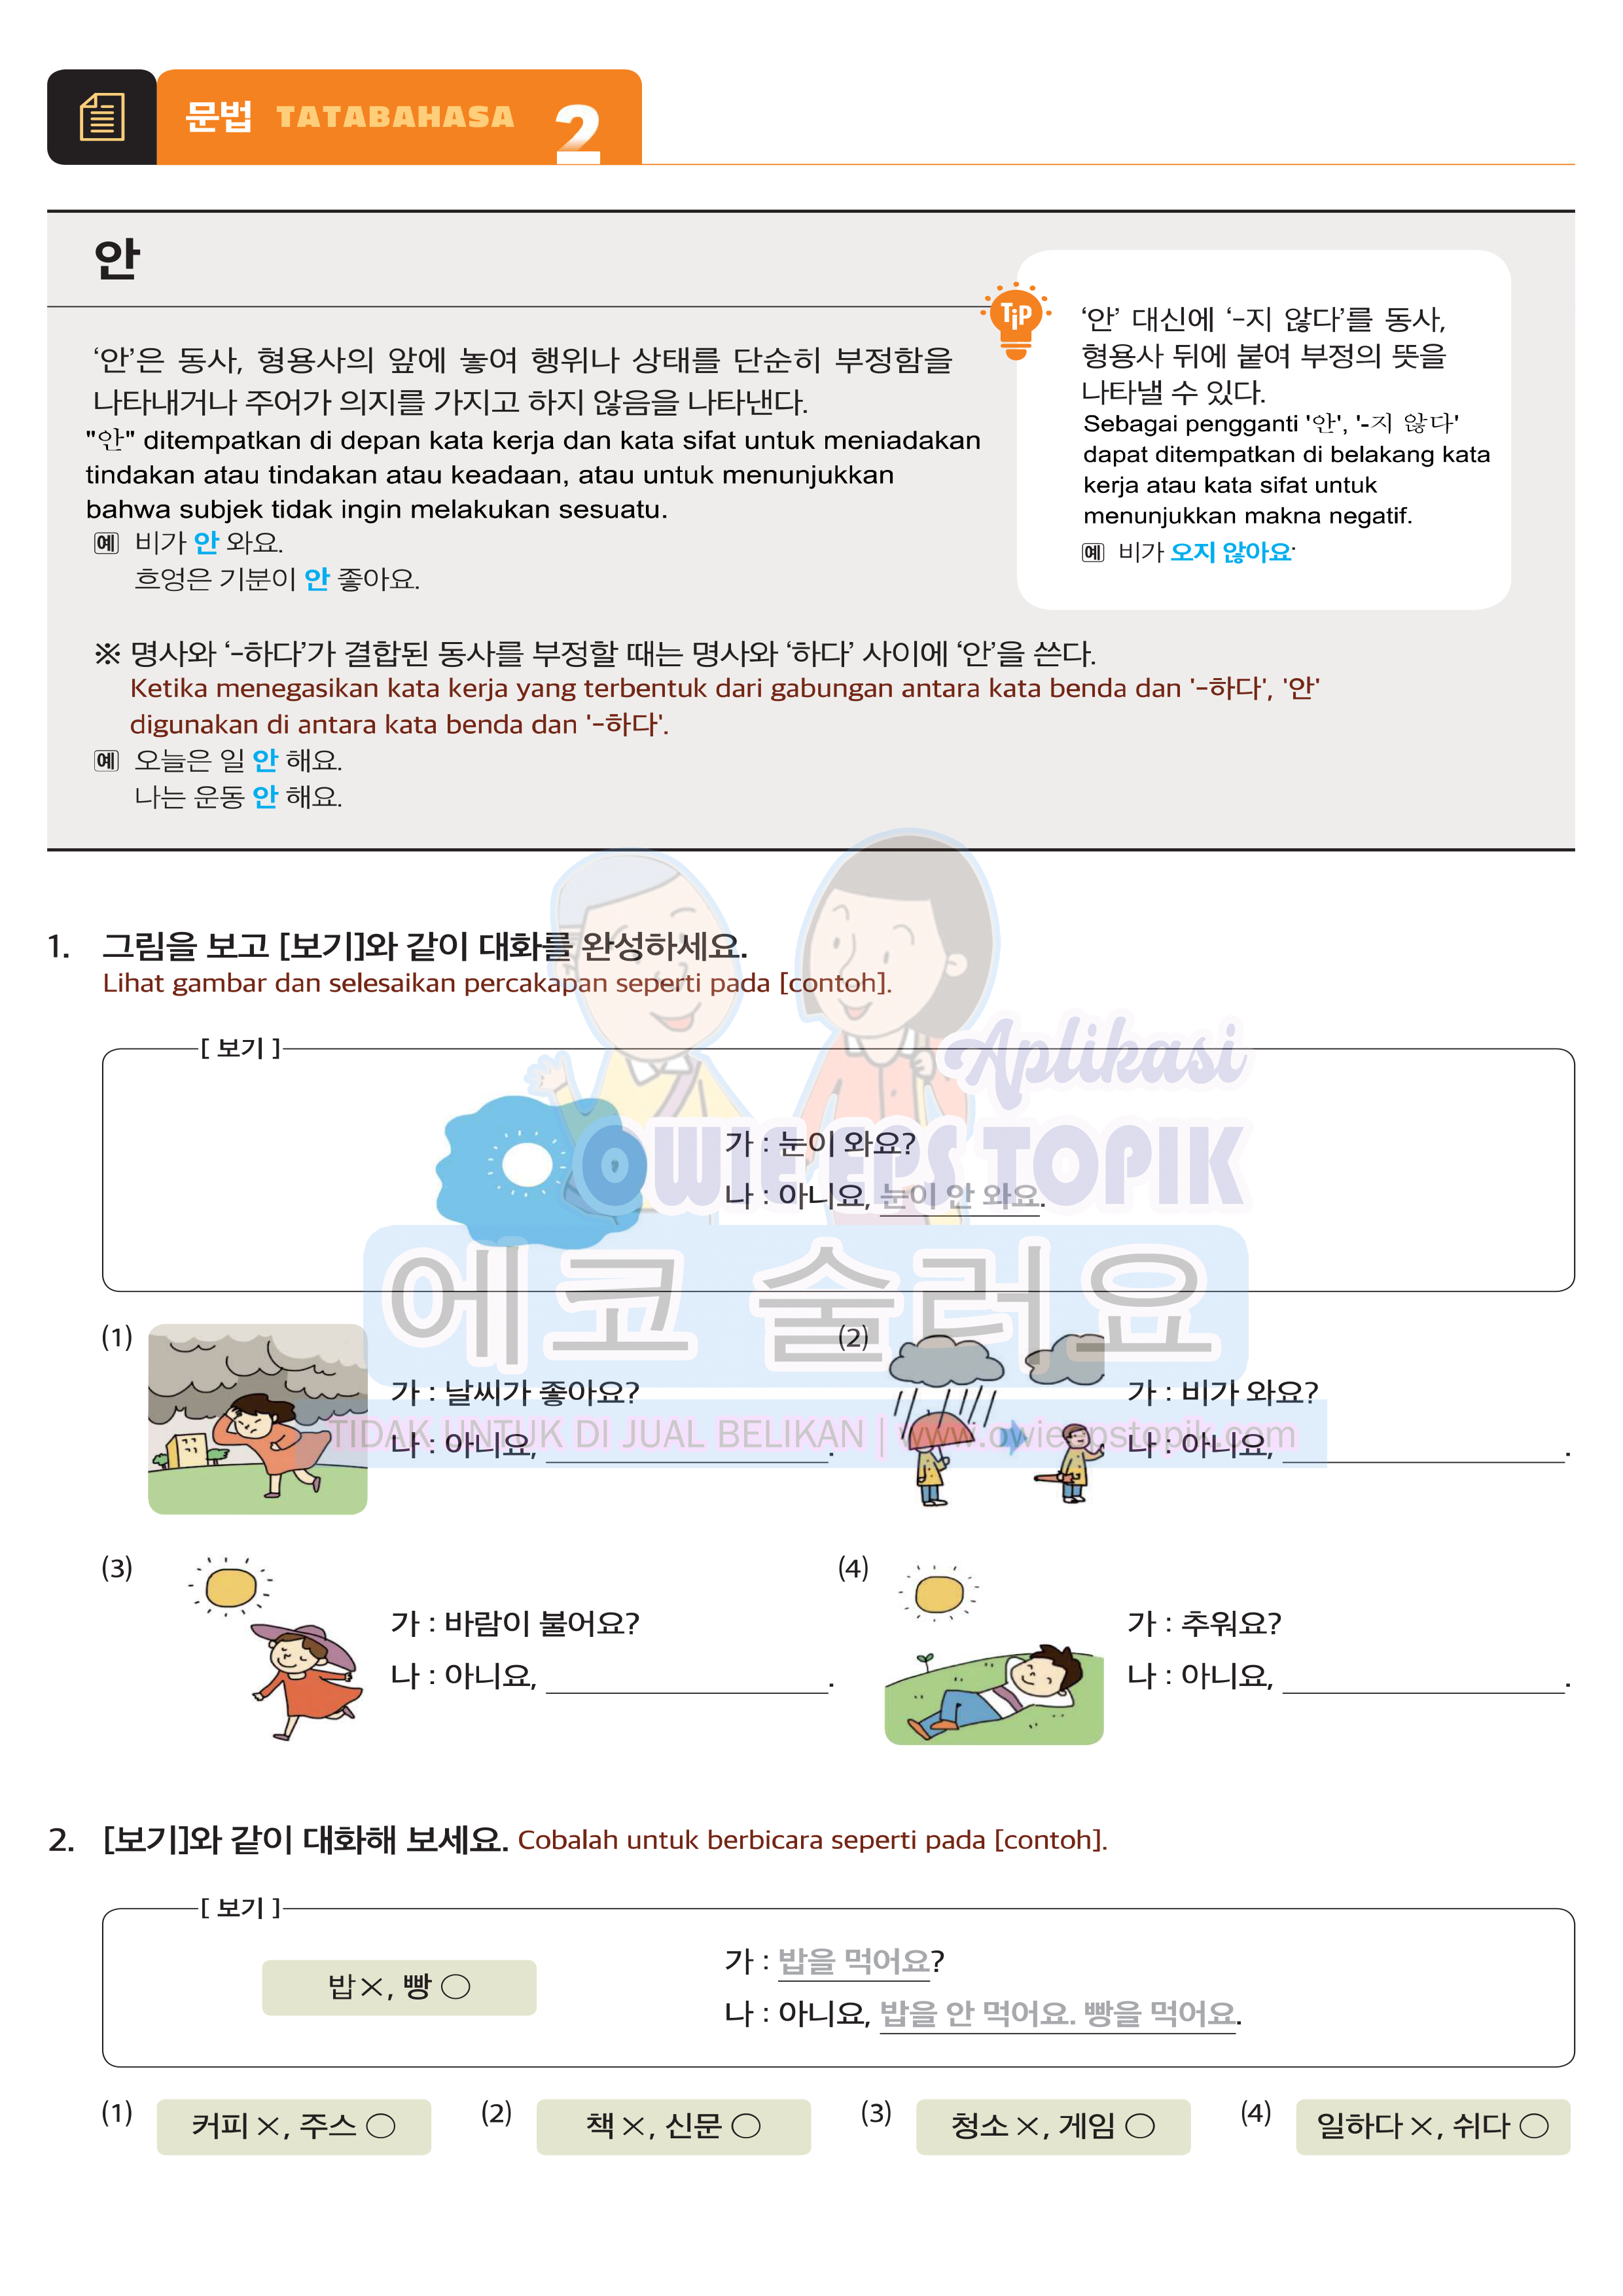 문법 TATABAHASA 2
안
‘안’은 동사, 형용사의 앞에 놓여 행위나 상태를 단순히 부정함을
나타내거나 주어가 의지를 가지고 하지 않음을 나타낸다.
"안" ditempatkan di depan kata kerja dan kata sifat untuk meniadakan
tindakan atau tindakan atau keadaan, atau untuk menunjukkan
bahwa subjek tidak ingin melakukan sesuatu.
예 비가 안 와요.
흐엉은 기분이 안 좋아요.
TiP
‘안’ 대신에 ‘-지 않다’를 동사,
형용사 뒤에 붙여 부정의 뜻을
나타낼 수 있다.
Sebagai pengganti '안', '-지 않다'
dapat ditempatkan di belakang kata
kerja atau kata sifat untuk
menunjukkan makna negatif.
예 비가 오지 않아요.
※ 명사와 ‘-하다’가 결합된 동사를 부정할 때는 명사와 ‘하다’ 사이에 ‘안’을 쓴다.
Ketika menegasikan kata kerja yang terbentuk dari gabungan antara kata benda dan '-하다', '안'
digunakan di antara kata benda dan '-하다'.
예 오늘은 일 안 해요.
나는 운동 안 해요.
1. 그림을 보고 [보기]와 같이 대화를 완성하세요.
Lihat gambar dan selesaikan percakapan seperti pada [contoh].
[ 보기 ]
가 : 눈이 와요?
나 : 아니요, 눈이 안 와요.
Aplikasi
OWIE EPS TOPIK
에코 술러요
TIDAK UNTUK DI JUAL BELIKAN | www.owieepstopik.com
(1)
가 : 날씨가 좋아요?
나 : 아니요, ____________________.
(2)
가 : 비가 와요?
나 : 아니요, ____________________.
(3)
가 : 바람이 불어요?
나 : 아니요, ____________________.
(4)
가 : 추워요?
나 : 아니요, ____________________.
2. [보기]와 같이 대화해 보세요. Cobalah untuk berbicara seperti pada [contoh].
[ 보기 ]
밥 ×, 빵 ○
가 : 밥을 먹어요?
나 : 아니요, 밥을 안 먹어요. 빵을 먹어요.
(1) 커피 ×, 주스 ○
(2) 책 ×, 신문 ○
(3) 청소 ×, 게임 ○
(4) 일하다 ×, 쉬다 ○